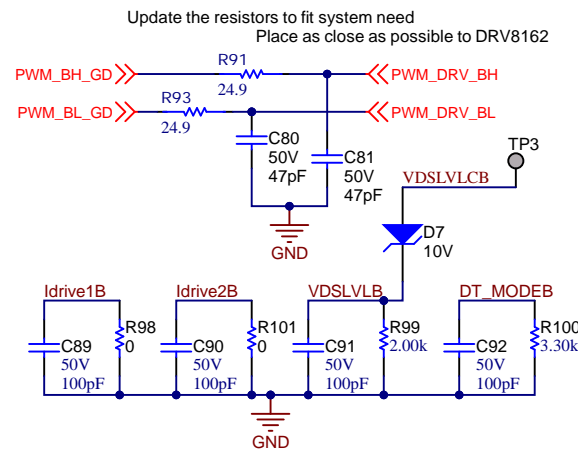 Update the resistors to fit system need
Place as close as possible to DRV8162
R91
PWM_BH_GD
PWM_DRV_BH
24.9
R93
PWM_BL_GD
PWM_DRV_BL
24.9
C80
50V
47pF
C81
50V
47pF
GND
TP3
VDSLVLCB
D7
10V
Idrive1B
Idrive2B
VDSLVLB
DT_MODEB
C89
50V
100pF
R98
0
C90
50V
100pF
R101
0
C91
50V
100pF
R99
2.00k
C92
50V
100pF
R100
3.30k
GND